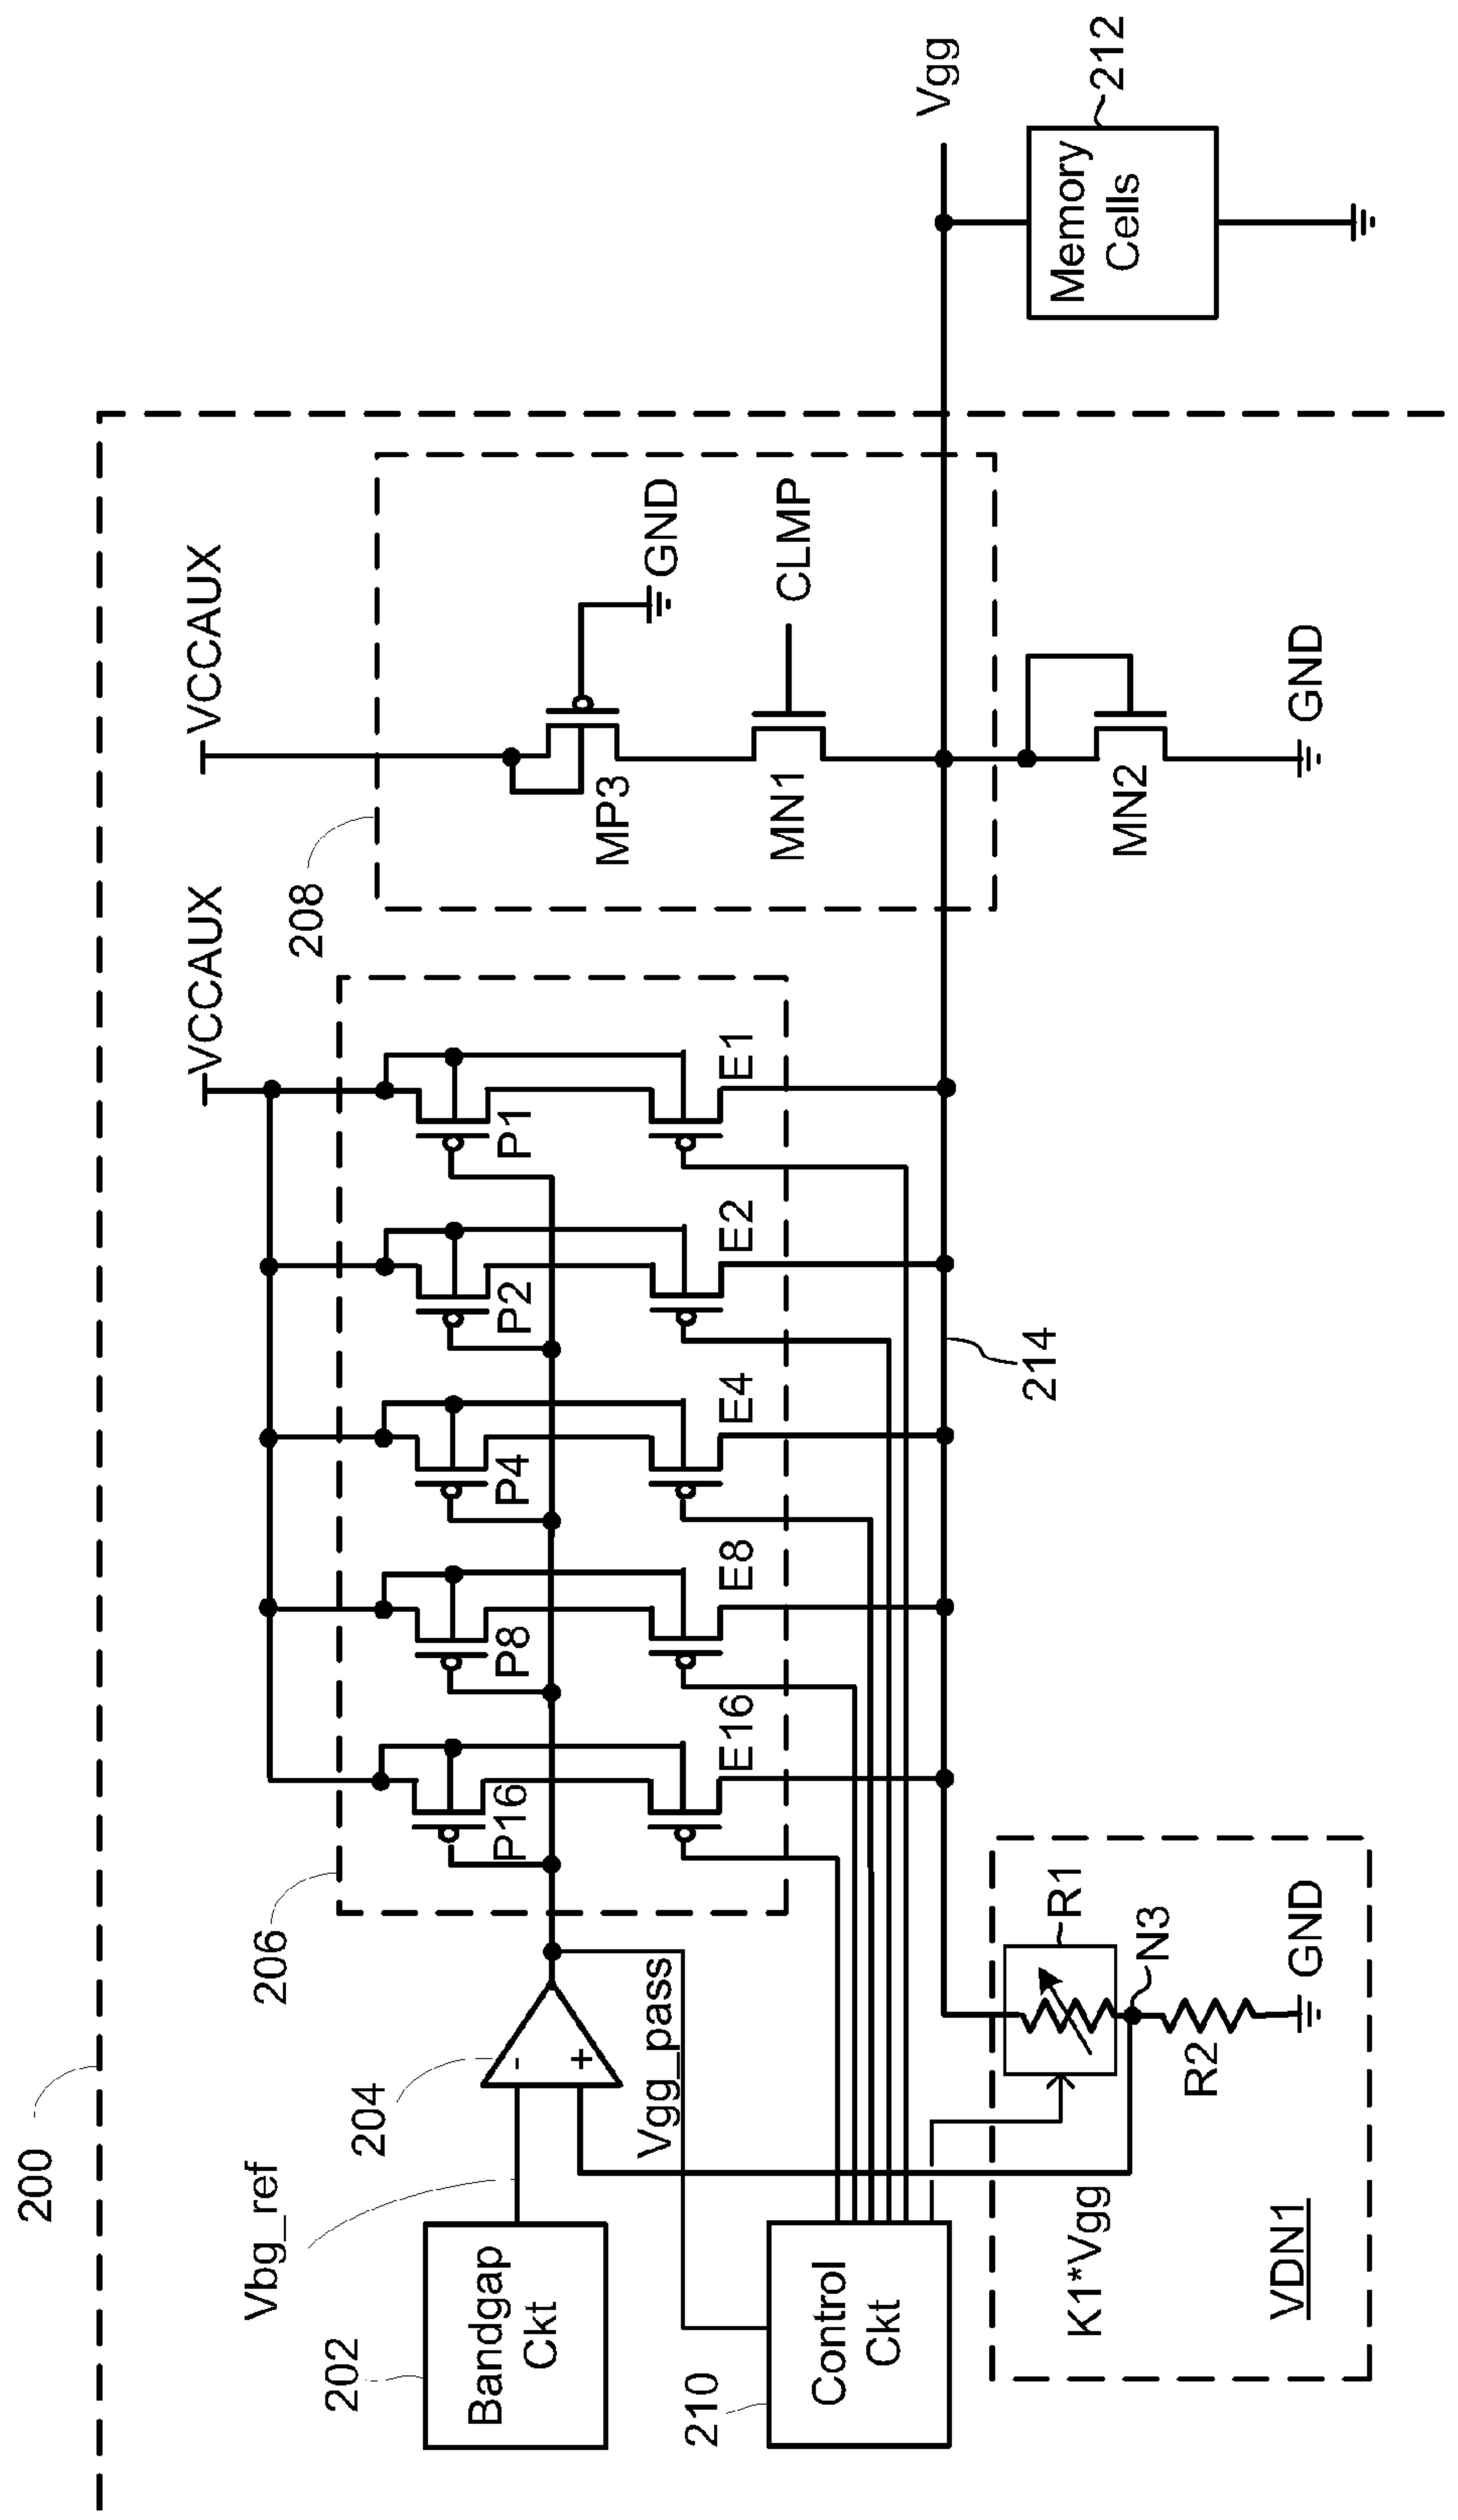 200
VCCAUX
VCCAUX
Vbg_ref
206
208
202
204
Bandgap
Ckt
P16
P8
P4
P2
P1
MP3
GND
Vgg_pass
210
E16
E8
E4
E2
E1
MN1
CLMP
Control
Ckt
Vgg
214
Memory
Cells
212
K1*Vgg
R1
N3
MN2
R2
VDN1
GND
GND
-
+